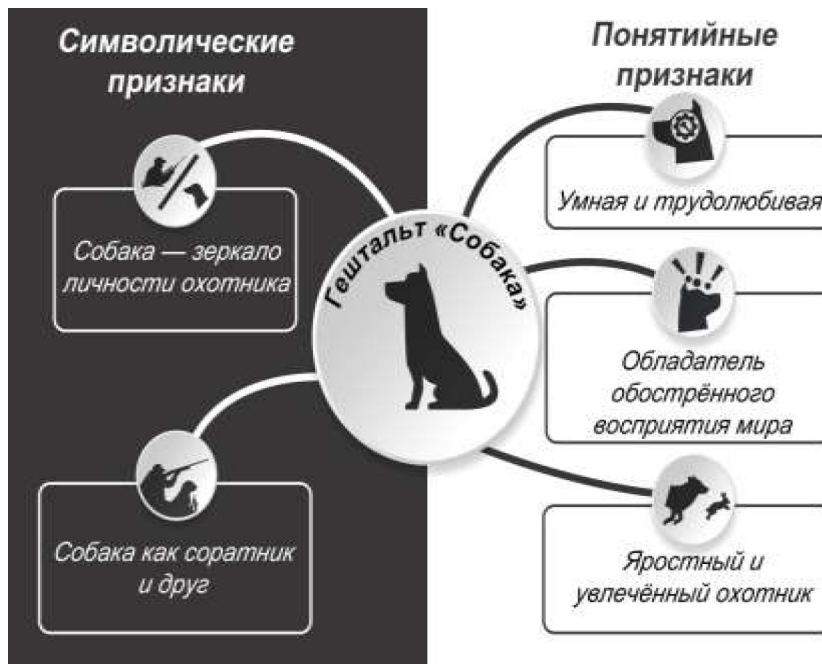 Символические
признаки
Собака — зеркало
личности охотника
Собака как соратник
и друг
Гештальт «Собака»
Понятийные
признаки
Умная и трудолюбивая
Обладатель
обострённого
восприятия мира
Яростный и
увлечённый охотник